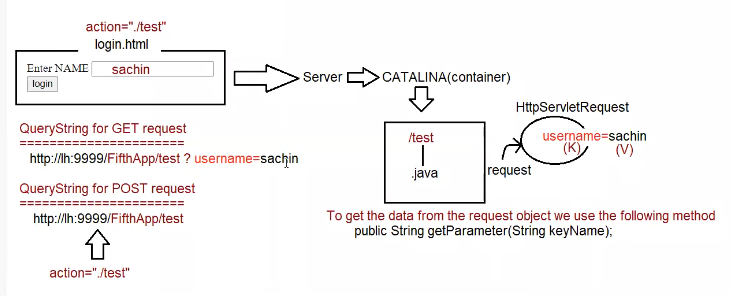 action="./test"
login.html
Enter NAME sachin
login
Server
CATALINA(container)
HttpServletRequest
/test
.java
request
username=sachin
(K) (V)
QueryString for GET request
=======================
http://lh:9999/FifthApp/test ? username=sachin
QueryString for POST request
=======================
http://lh:9999/FifthApp/test
action="./test"
To get the data from the request object we use the following method
public String getParameter(String keyName);